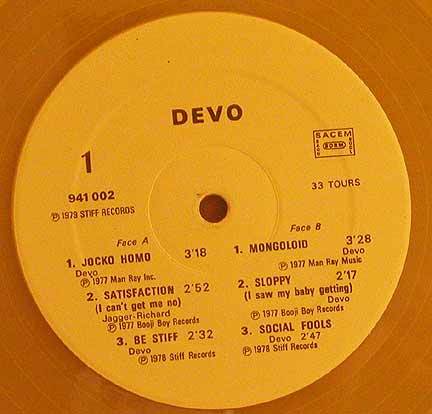 DEVO
1
SACEM
SDRM
941 002
33 TOURS
℗ 1979 STIFF RECORDS
Face A
1. JOCKO HOMO 3'18
Devo
℗ 1977 Man Ray Inc.
2. SATISFACTION 2'52
(I can't get me no)
Jagger-Richard
℗ 1977 Booji Boy Records
3. BE STIFF 2'32
Devo
℗ 1978 Stiff Records
Face B
1. MONGOLOID 3'28
Devo
℗ 1977 Man Ray Music
2. SLOPPY 2'17
(I saw my baby getting)
Devo
℗ 1977 Booji Boy Records
3. SOCIAL FOOLS
Devo 2'47
℗ 1978 Stiff Records